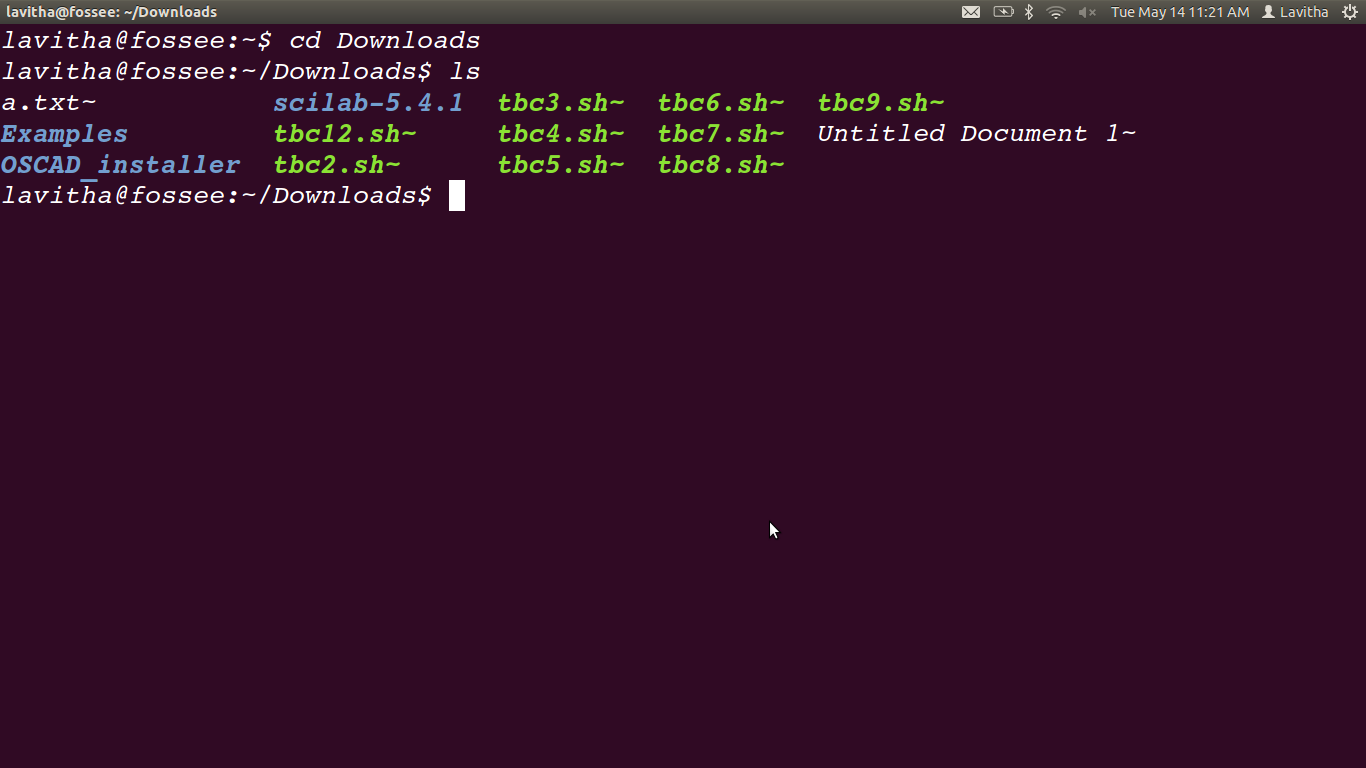 lavitha@fossee: ~/Downloads Tue May 14 11:21 AM Lavitha
lavitha@fossee:~$ cd Downloads
lavitha@fossee:~/Downloads$ ls
a.txt~ scilab-5.4.1 tbc3.sh~ tbc6.sh~ tbc9.sh~
Examples tbc12.sh~ tbc4.sh~ tbc7.sh~ Untitled Document 1~
OSCAD_installer tbc2.sh~ tbc5.sh~ tbc8.sh~
lavitha@fossee:~/Downloads$